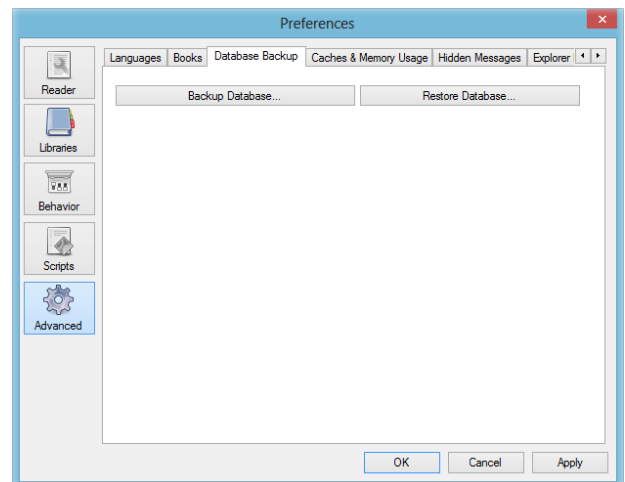 Preferences
Reader
Libraries
Behavior
Scripts
Advanced
Languages Books Database Backup Caches & Memory Usage Hidden Messages Explorer
Backup Database... Restore Database...
OK Cancel Apply